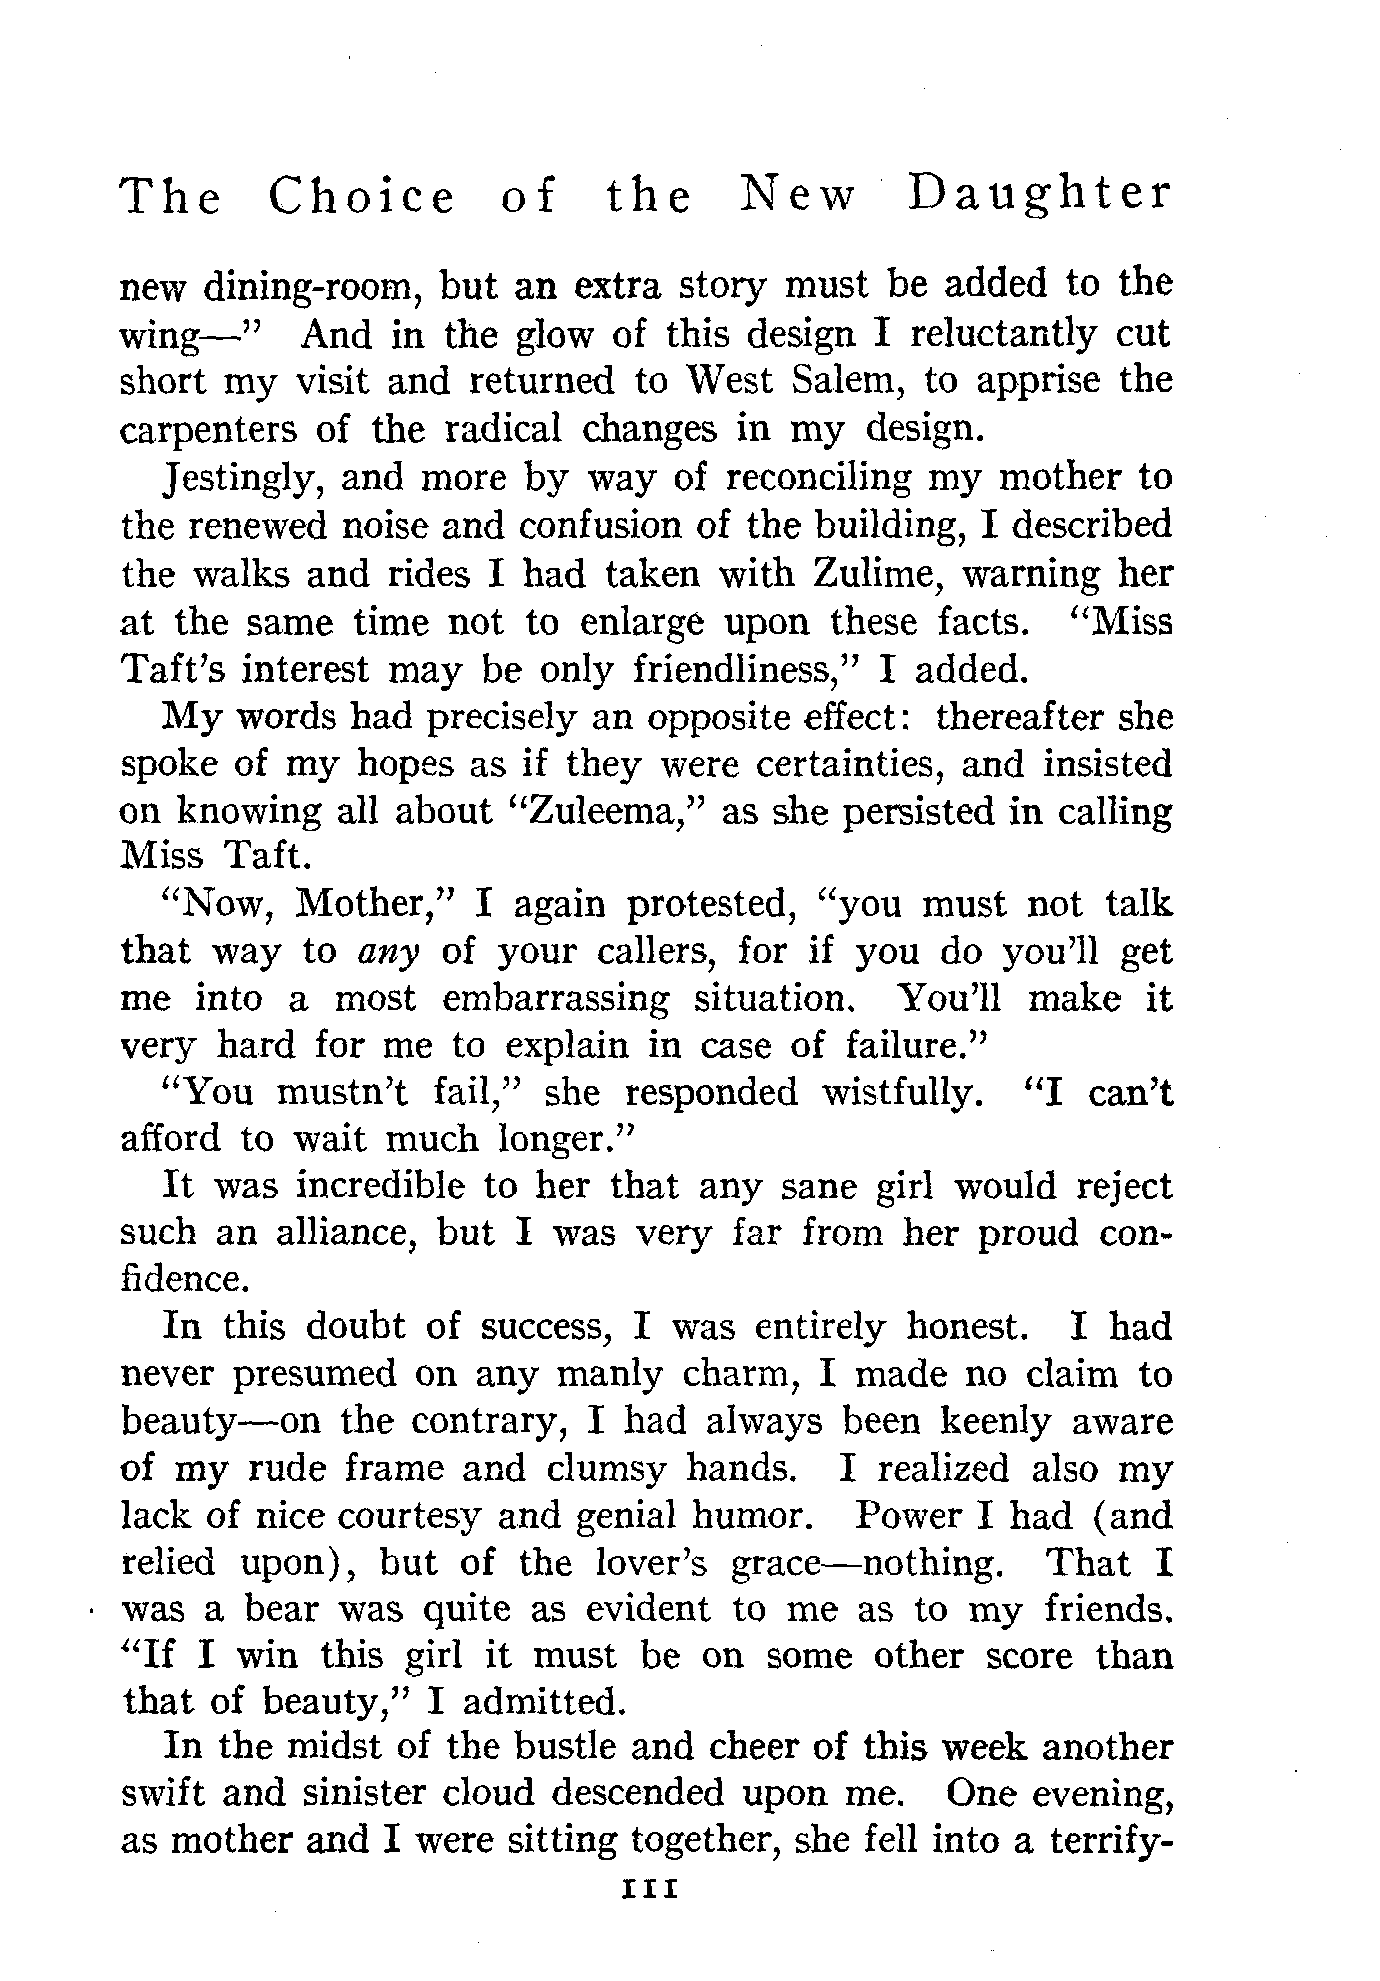 The Choice of the New Daughter
new dining-room, but an extra story must be added to the
wing—” And in the glow of this design I reluctantly cut
short my visit and returned to West Salem, to apprise the
carpenters of the radical changes in my design.
Jestingly, and more by way of reconciling my mother to
the renewed noise and confusion of the building, I described
the walks and rides I had taken with Zulime, warning her
at the same time not to enlarge upon these facts. “Miss
Taft’s interest may be only friendliness,” I added.
My words had precisely an opposite effect: thereafter she
spoke of my hopes as if they were certainties, and insisted
on knowing all about “Zuleema,” as she persisted in calling
Miss Taft.
“Now, Mother,” I again protested, “you must not talk
that way to any of your callers, for if you do you’ll get
me into a most embarrassing situation. You’ll make it
very hard for me to explain in case of failure.”
“You mustn’t fail,” she responded wistfully. “I can’t
afford to wait much longer.”
It was incredible to her that any sane girl would reject
such an alliance, but I was very far from her proud con-
fidence.
In this doubt of success, I was entirely honest. I had
never presumed on any manly charm, I made no claim to
beauty—on the contrary, I had always been keenly aware
of my rude frame and clumsy hands. I realized also my
lack of nice courtesy and genial humor. Power I had (and
relied upon), but of the lover’s grace—nothing. That I
was a bear was quite as evident to me as to my friends.
“If I win this girl it must be on some other score than
that of beauty,” I admitted.
In the midst of the bustle and cheer of this week another
swift and sinister cloud descended upon me. One evening,
as mother and I were sitting together, she fell into a terrify-
111